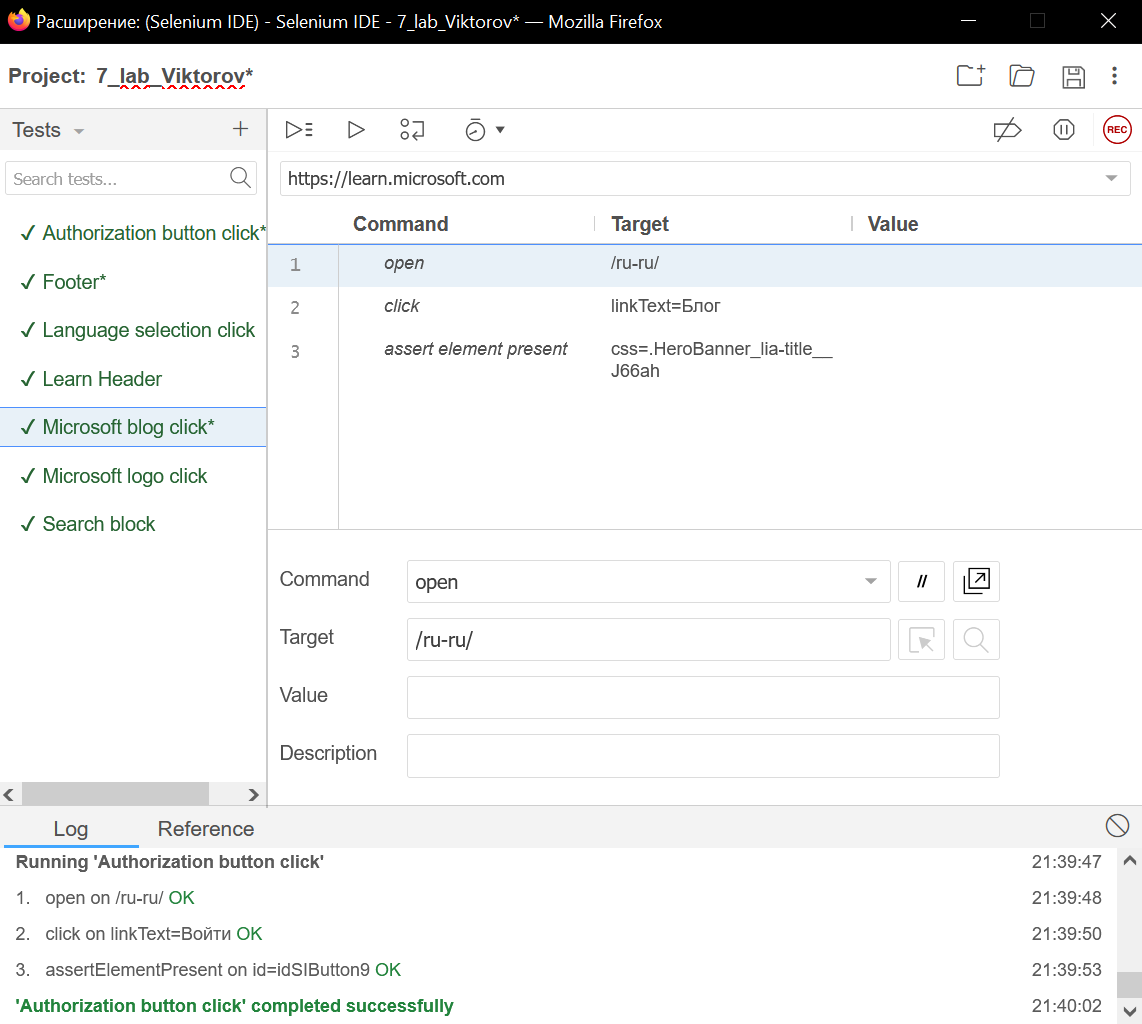 Расширение: (Selenium IDE) - Selenium IDE - 7_lab_Viktorov* — Mozilla Firefox
Project: 7_lab_Viktorov*
Tests
REC
Search tests...
https://learn.microsoft.com
Command Target Value
✓ Authorization button click*
✓ Footer*
✓ Language selection click
✓ Learn Header
✓ Microsoft blog click*
✓ Microsoft logo click
✓ Search block
1 open /ru-ru/
2 click linkText=Блог
3 assert element present css=.HeroBanner_lia-title__
J66ah
Command open //
Target /ru-ru/
Value
Description
Log Reference
Running 'Authorization button click' 21:39:47
1. open on /ru-ru/ OK 21:39:48
2. click on linkText=Войти OK 21:39:50
3. assertElementPresent on id=idSIButton9 OK 21:39:53
'Authorization button click' completed successfully 21:40:02